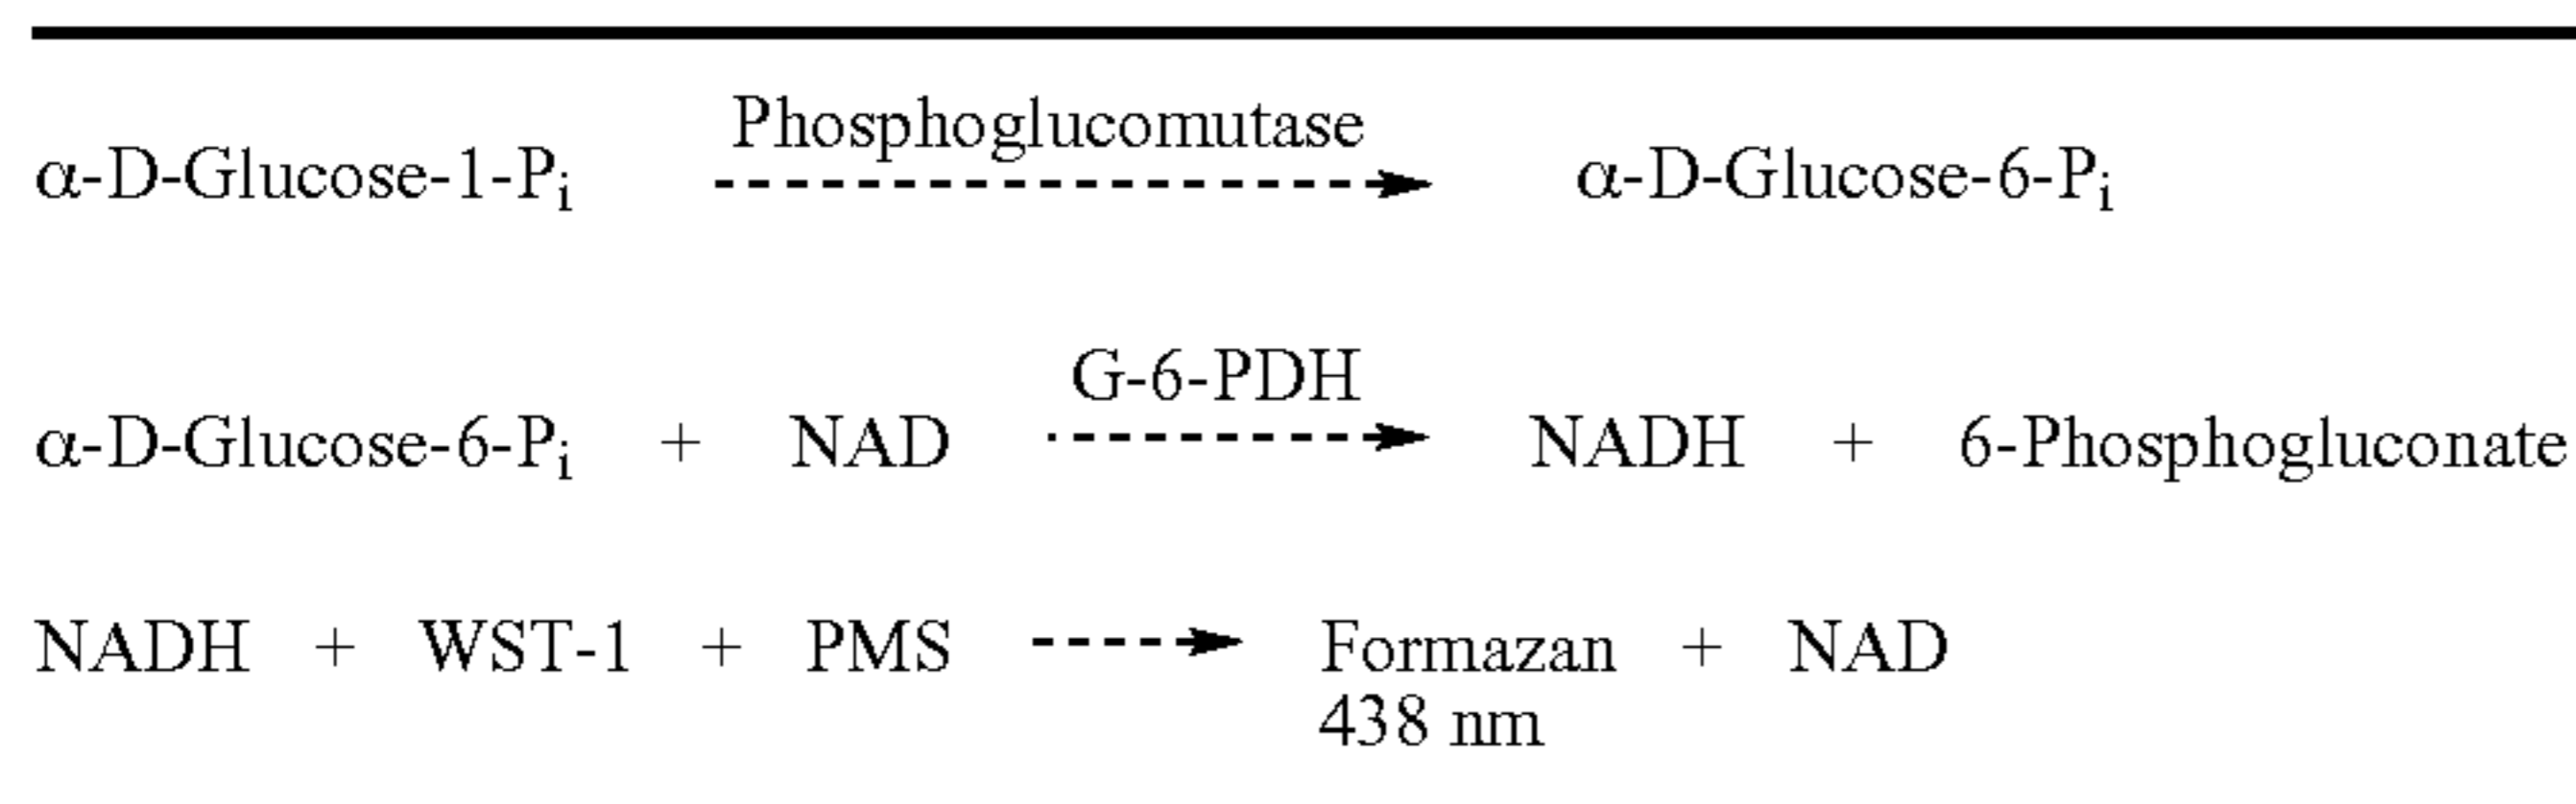 Phosphoglucomutase
α-D-Glucose-1-Pi α-D-Glucose-6-Pi
G-6-PDH
α-D-Glucose-6-Pi + NAD NADH + 6-Phosphogluconate
NADH + WST-1 + PMS Formazan + NAD
438 nm